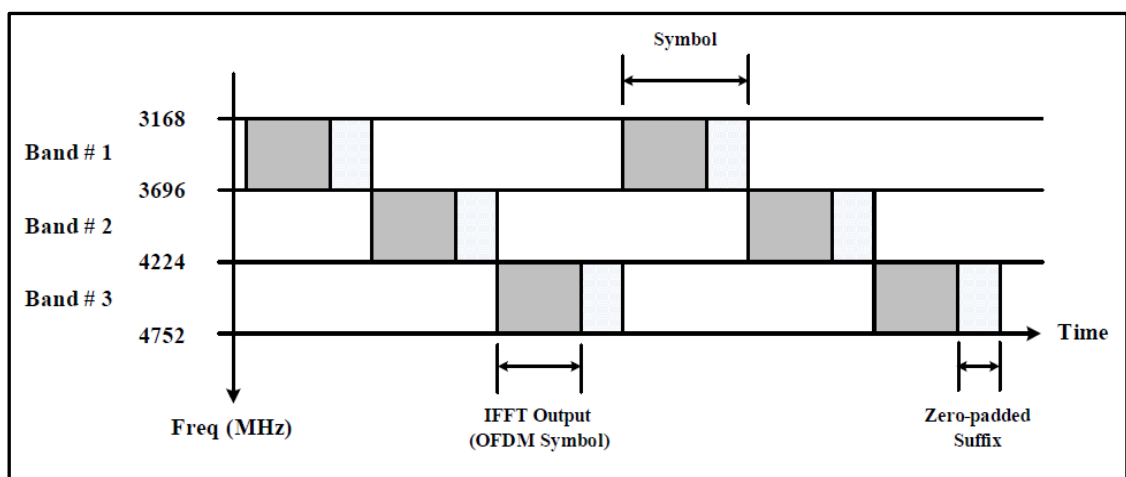 Symbol
3168
Band # 1
3696
Band # 2
4224
Band # 3
4752
Time
Freq (MHz)
IFFT Output
(OFDM Symbol)
Zero-padded
Suffix